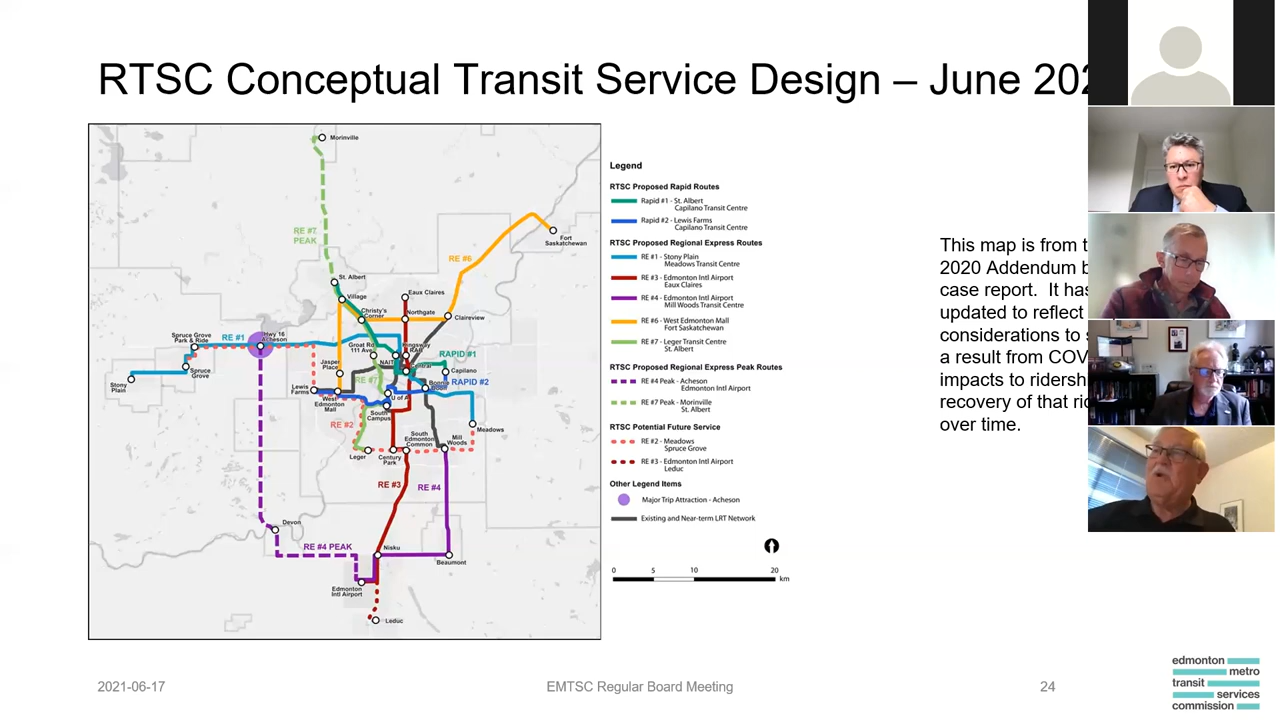 RTSC Conceptual Transit Service Design – June 202
Morinville
RE #7
PEAK
Fort
Saskatchewan
RE #6
St. Albert
Village
Eaux Claires
Christy's
Corner
Northgate
Claireview
Spruce Grove
Park & Ride
RE #1
Hwy 16
Acheson
Great Rd
111 Ave
Kingsway
RAH
NAIT
RAPID #1
Central
Jasper
Place
Capilano
Spruce
Grove
Stony
Plain
RE #7
Bonnie
Doon
RAPID #2
Lewis
Farms
West
Edmonton
Mall
U of A
South
Campus
RE #2
Meadows
South
Edmonton
Common
Mill
Woods
Leger
Century
Park
RE #3
RE #4
Devon
RE #4 PEAK
Nisku
Beaumont
Edmonton
Intl Airport
Leduc
Legend
RTSC Proposed Rapid Routes
Rapid #1 - St. Albert
Capilano Transit Centre
Rapid #2 - Lewis Farms
Capilano Transit Centre
RTSC Proposed Regional Express Routes
RE #1 - Stony Plain
Meadows Transit Centre
RE #3 - Edmonton Intl Airport
Eaux Claires
RE #4 - Edmonton Intl Airport
Mill Woods Transit Centre
RE #6 - West Edmonton Mall
Fort Saskatchewan
RE #7 - Leger Transit Centre
St. Albert
RTSC Proposed Regional Express Peak Routes
RE #4 Peak - Acheson
Edmonton Intl Airport
RE #7 Peak - Morinville
St. Albert
RTSC Potential Future Service
RE #2 - Meadows
Spruce Grove
RE #3 - Edmonton Intl Airport
Leduc
Other Legend Items
Major Trip Attraction - Acheson
Existing and Near-term LRT Network
0 5 10 20
km
This map is from t
2020 Addendum b
case report. It has
updated to reflect
considerations to s
a result from COV
impacts to ridersh
recovery of that rid
over time.
2021-06-17
EMTSC Regular Board Meeting
24
edmonton
metro
transit
services
commission